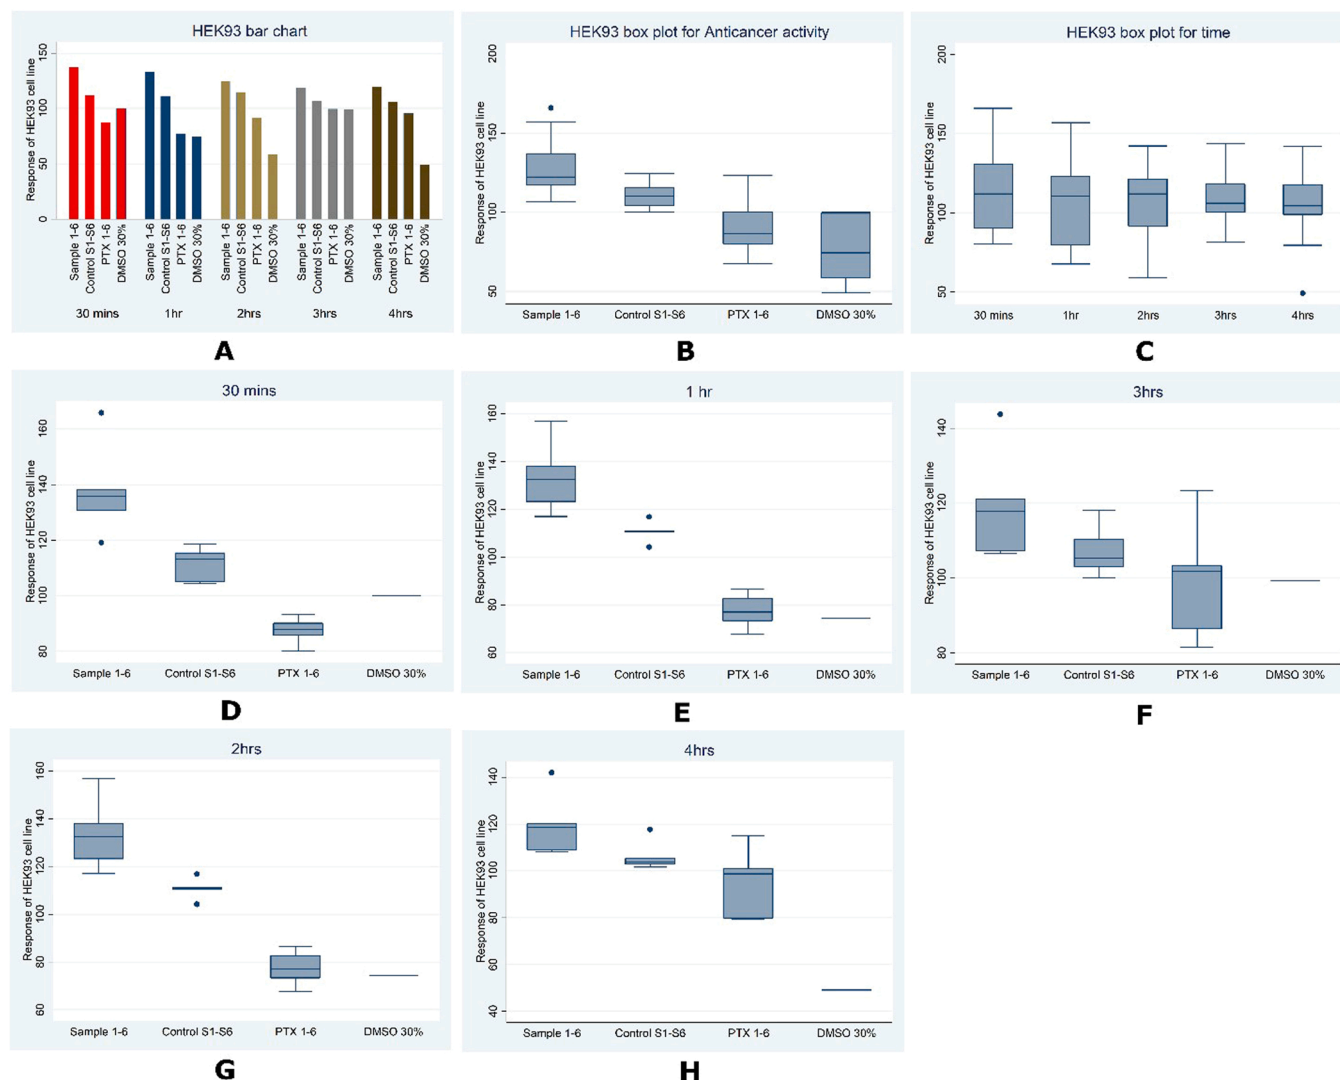 HEK93 bar chart
Response of HEK93 cell line
150
100
50
0
Sample 1-6
Control S1-S6
PTX 1-6
DMSO 30%
Sample 1-6
Control S1-S6
PTX 1-6
DMSO 30%
Sample 1-6
Control S1-S6
PTX 1-6
DMSO 30%
Sample 1-6
Control S1-S6
PTX 1-6
DMSO 30%
Sample 1-6
Control S1-S6
PTX 1-6
DMSO 30%
30 mins 1hr 2hrs 3hrs 4hrs
A
HEK93 box plot for Anticancer activity
Response of HEK93 cell line
200
150
100
50
Sample 1-6 Control S1-S6 PTX 1-6 DMSO 30%
B
HEK93 box plot for time
Response of HEK93 cell line
200
150
100
50
30 mins 1hr 2hrs 3hrs 4hrs
C
30 mins
Response of HEK93 cell line
160
140
120
100
80
Sample 1-6 Control S1-S6 PTX 1-6 DMSO 30%
D
1 hr
Response of HEK93 cell line
160
140
120
100
80
60
Sample 1-6 Control S1-S6 PTX 1-6 DMSO 30%
E
3hrs
Response of HEK93 cell line
140
120
100
80
Sample 1-6 Control S1-S6 PTX 1-6 DMSO 30%
F
2hrs
Response of HEK93 cell line
160
140
120
100
80
60
Sample 1-6 Control S1-S6 PTX 1-6 DMSO 30%
G
4hrs
Response of HEK93 cell line
140
120
100
80
60
40
Sample 1-6 Control S1-S6 PTX 1-6 DMSO 30%
H